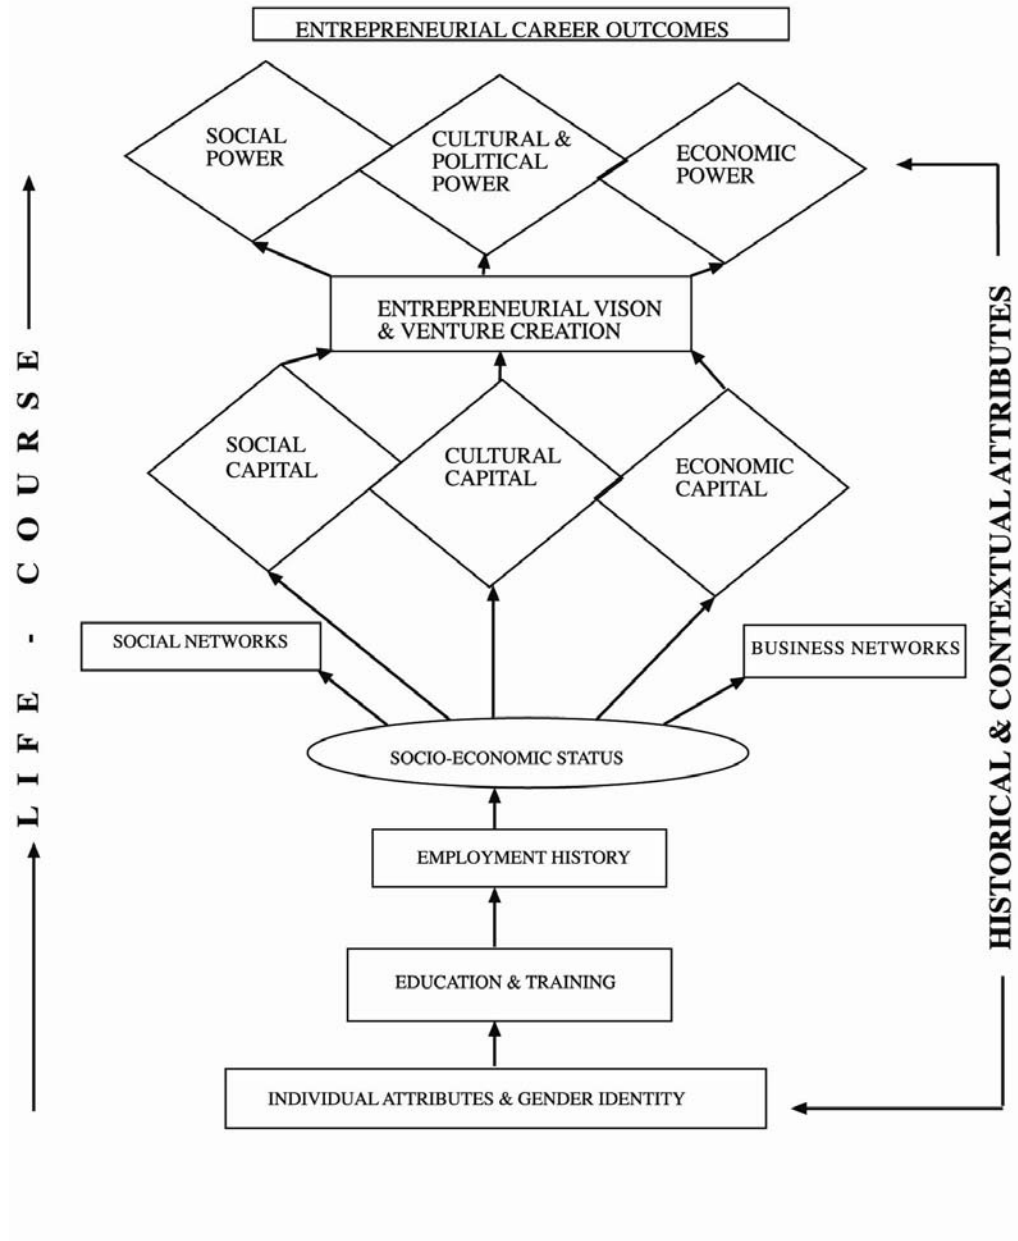 ENTREPRENEURIAL CAREER OUTCOMES
SOCIAL
POWER
CULTURAL &
POLITICAL
POWER
ECONOMIC
POWER
ENTREPRENEURIAL VISON
& VENTURE CREATION
SOCIAL
CAPITAL
CULTURAL
CAPITAL
ECONOMIC
CAPITAL
SOCIAL NETWORKS
BUSINESS NETWORKS
SOCIO-ECONOMIC STATUS
EMPLOYMENT HISTORY
EDUCATION & TRAINING
INDIVIDUAL ATTRIBUTES & GENDER IDENTITY
LIFE - COURSE
HISTORICAL & CONTEXTUAL ATTRIBUTES